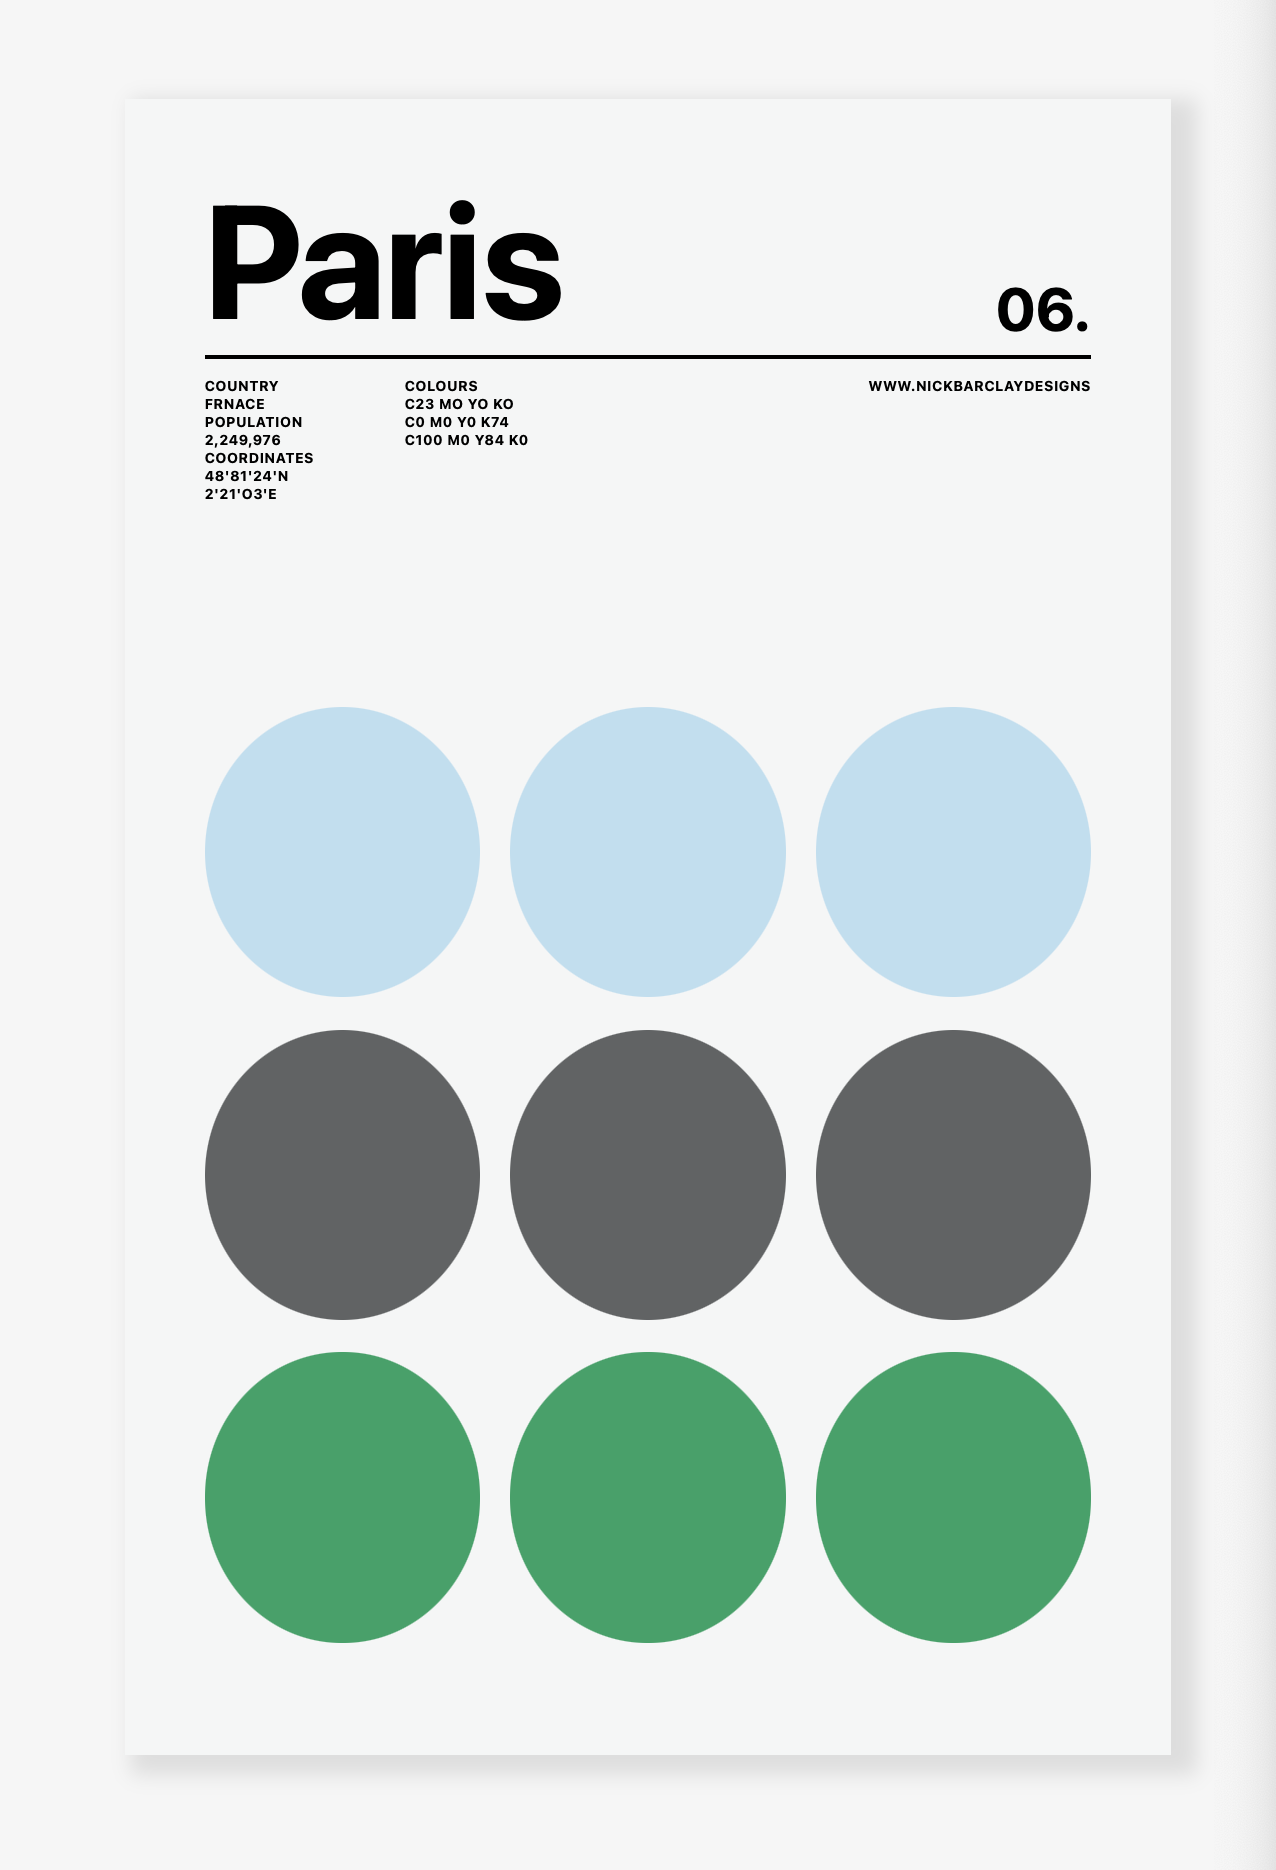 Paris
06.
COUNTRY
FRNACE
POPULATION
2,249,976
COORDINATES
48'81'24'N
2'21'O3'E
COLOURS
C23 MO YO KO
C0 M0 Y0 K74
C100 M0 Y84 K0
WWW.NICKBARCLAYDESIGNS